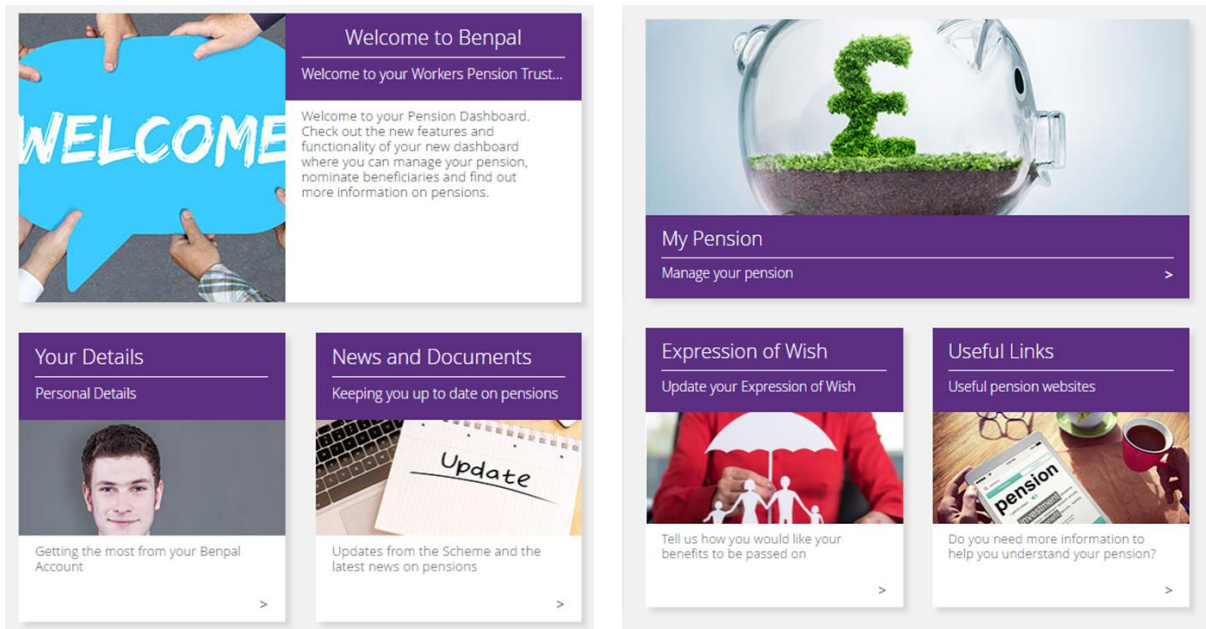 WELCOME
Welcome to Benpal
Welcome to your Workers Pension Trust...
Welcome to your Pension Dashboard.
Check out the new features and
functionality of your new dashboard
where you can manage your pension,
nominate beneficiaries and find out
more information on pensions.
Your Details
Personal Details
Getting the most from your Benpal
Account
>
News and Documents
Keeping you up to date on pensions
Update
Updates from the Scheme and the
latest news on pensions
>
£
My Pension
Manage your pension >
Expression of Wish
Update your Expression of Wish
Tell us how you would like your
benefits to be passed on
>
Useful Links
Useful pension websites
pension
investment
Do you need more information to
help you understand your pension?
>